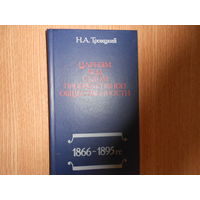 Н.А. Троицкий
ЦАРИЗМ
ПОД
СУДОМ
ПРОГРЕССИВНОЙ
ОБЩЕСТВЕННОСТИ
1866-1895 гг.